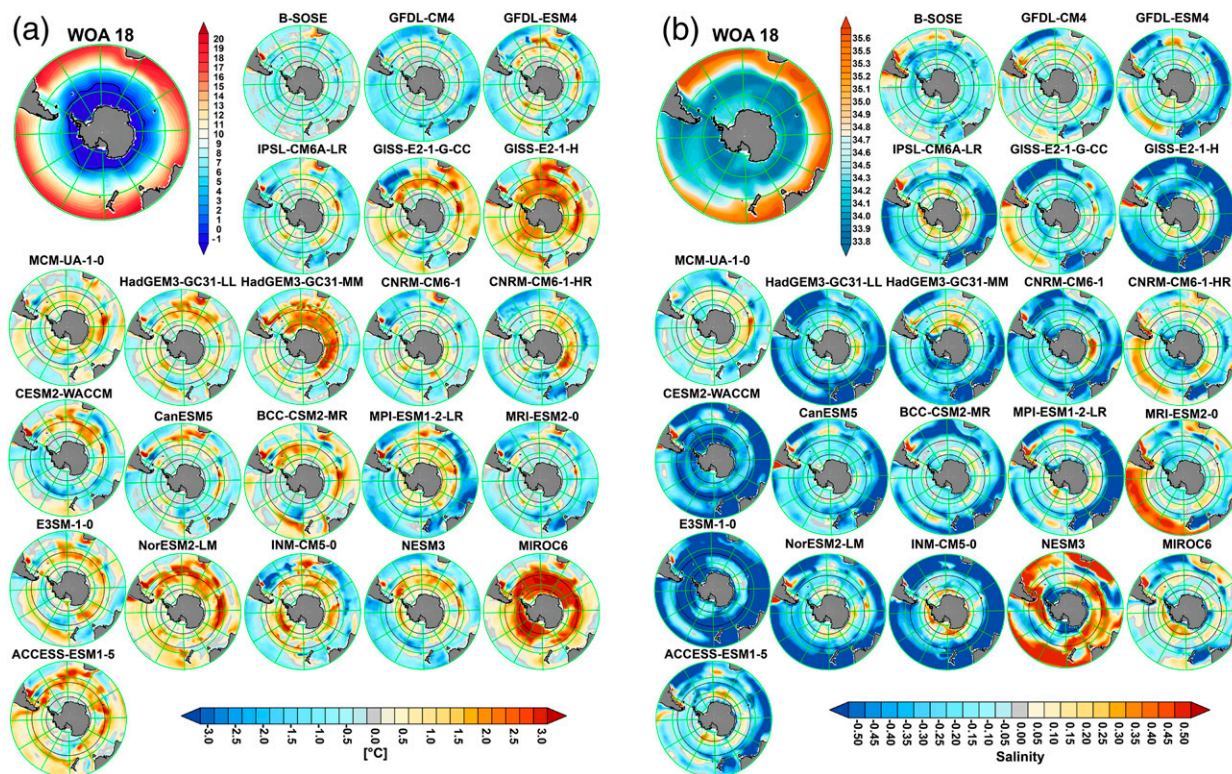 (a)
WOA 18
20
19
18
17
16
15
14
13
12
10
9
8
7
6
5
4
3
2
1
0
-1
B-SOSE GFDL-CM4 GFDL-ESM4
IPSL-CM6A-LR GISS-E2-1-G-CC GISS-E2-1-H
MCM-UA-1-0 HadGEM3-GC31-LL HadGEM3-GC31-MM CNRM-CM6-1 CNRM-CM6-1-HR
CESM2-WACCM CanESM5 BCC-CSM2-MR MPI-ESM1-2-LR MRI-ESM2-0
E3SM-1-0 NorESM2-LM INM-CM5-0 NESM3 MIROC6
ACCESS-ESM1-5
-3.0 -2.5 -2.0 -1.5 -1.0 -0.5 0.0 0.5 1.0 1.5 2.0 2.5 3.0
[°C]
(b)
WOA 18
35.6
35.5
35.4
35.3
35.2
35.1
35.0
34.9
34.8
34.7
34.6
34.5
34.4
34.3
34.2
34.1
34.0
33.9
33.8
B-SOSE GFDL-CM4 GFDL-ESM4
IPSL-CM6A-LR GISS-E2-1-G-CC GISS-E2-1-H
MCM-UA-1-0 HadGEM3-GC31-LL HadGEM3-GC31-MM CNRM-CM6-1 CNRM-CM6-1-HR
CESM2-WACCM CanESM5 BCC-CSM2-MR MPI-ESM1-2-LR MRI-ESM2-0
E3SM-1-0 NorESM2-LM INM-CM5-0 NESM3 MIROC6
ACCESS-ESM1-5
-0.50 -0.45 -0.40 -0.35 -0.30 -0.25 -0.20 -0.15 -0.10 -0.05 0.00 0.05 0.10 0.15 0.20 0.25 0.30 0.35 0.40 0.45 0.50
Salinity